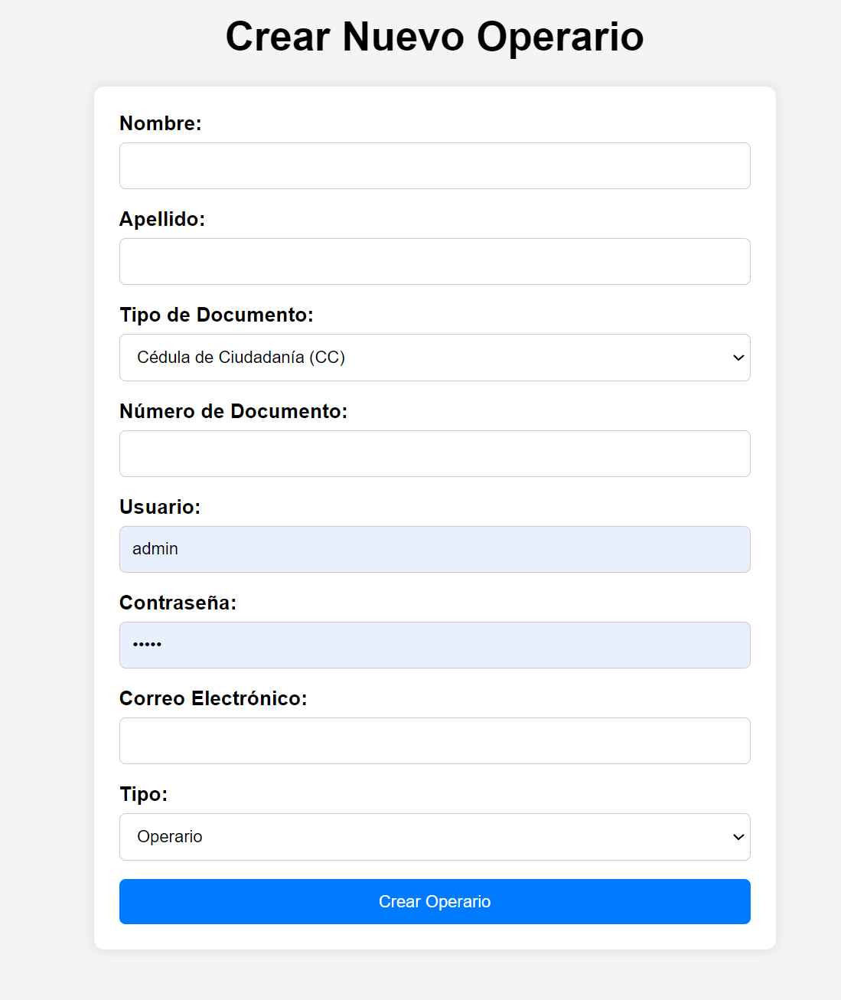 Crear Nuevo Operario
Nombre:
Apellido:
Tipo de Documento:
Cédula de Ciudadanía (CC)
Número de Documento:
Usuario:
admin
Contraseña:
•••••
Correo Electrónico:
Tipo:
Operario
Crear Operario